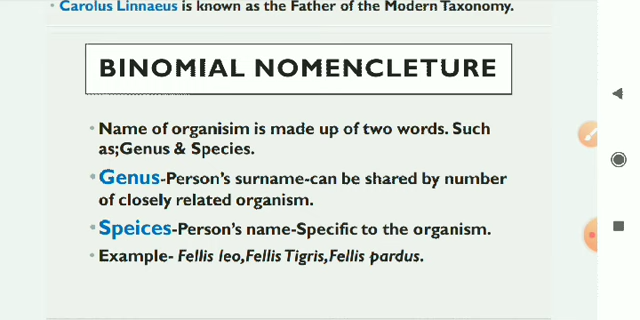 • Carolus Linnaeus is known as the Father of the Modern Taxonomy.
BINOMIAL NOMENCLETURE
• Name of organisim is made up of two words. Such
as;Genus & Species.
• Genus-Person's surname-can be shared by number
of closely related organism.
• Speices-Person's name-Specific to the organism.
• Example- Fellis leo,Fellis Tigris,Fellis pardus.